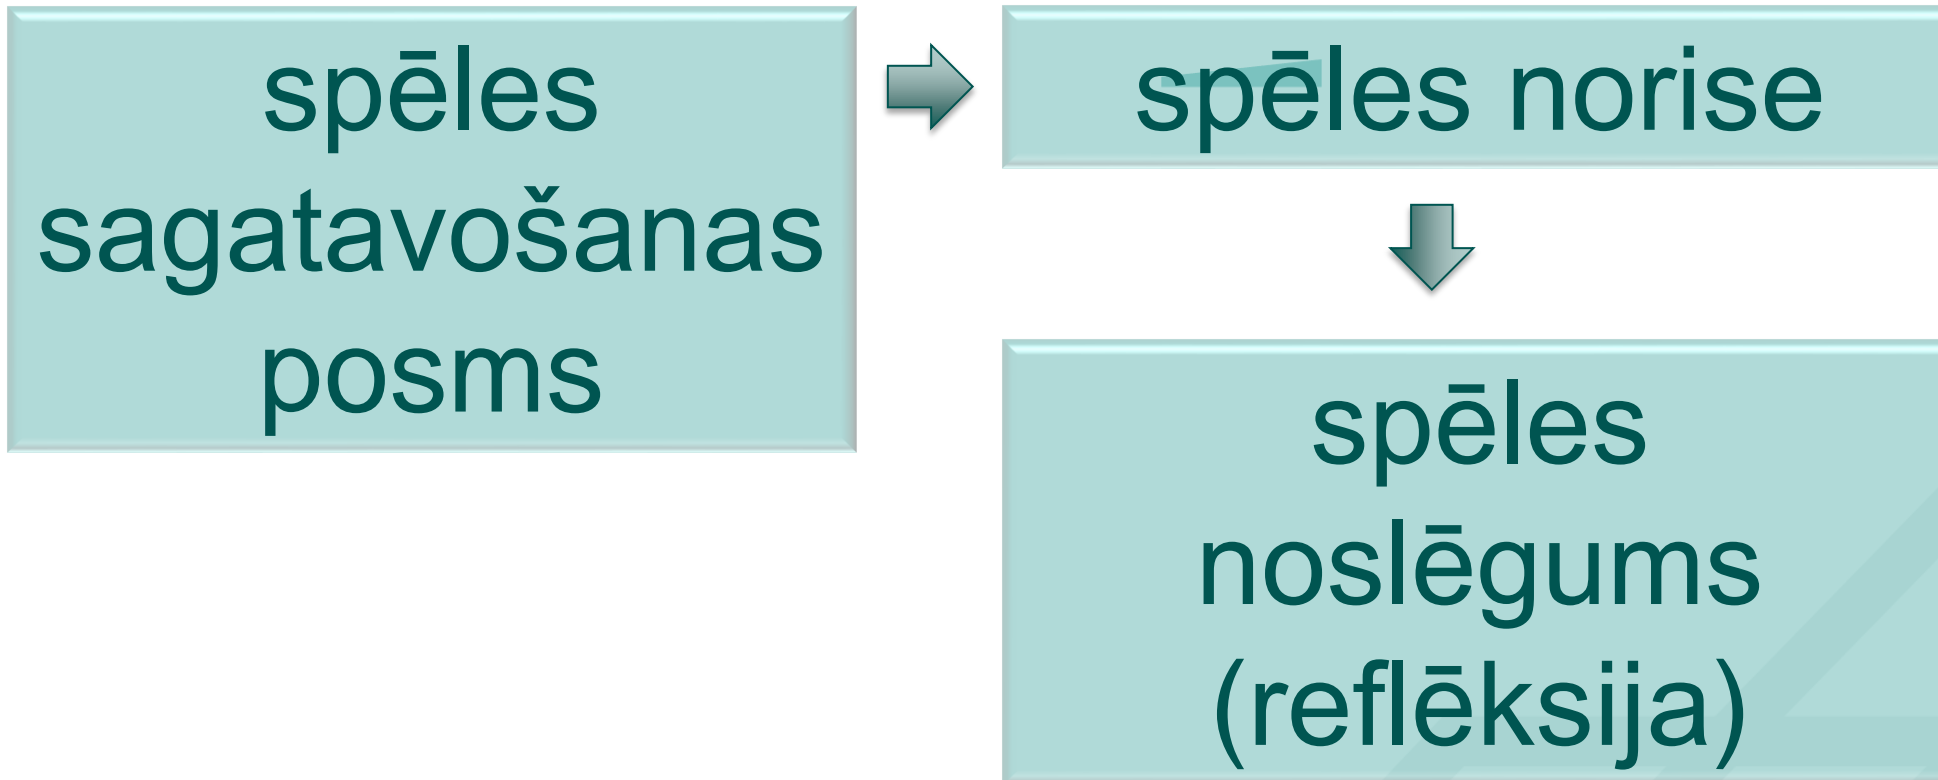 spēles
sagatavošanas
posms
spēles norise
spēles
noslēgums
(reflēksija)